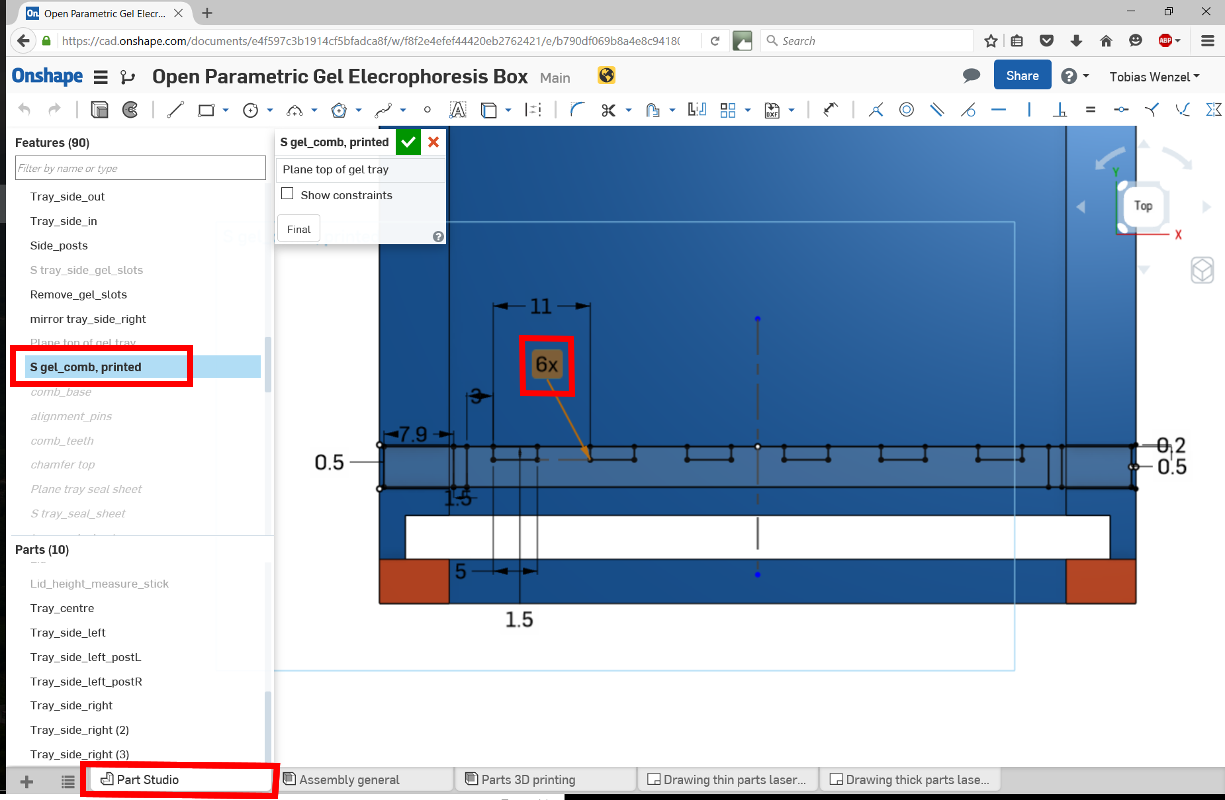 On. Open Parametric Gel Elecr...
https://cad.onshape.com/documents/e4f597c3b1914cf5bfadca8f/w/f8f2e4efef44420eb2762421/e/b790df069b8a4e8c94180
Search
ABP
Onshape Open Parametric Gel Elecrophoresis Box Main Share Tobias Wenzel
DXF
Features (90)
Filter by name or type
Tray_side_out
Tray_side_in
Side_posts
S tray_side_gel_slots
Remove_gel_slots
mirror tray_side_right
Plane top of gel tray
S gel_comb, printed
comb_base
alignment_pins
comb_teeth
chamfer top
Plane tray seal sheet
S tray_seal_sheet
Parts (10)
Lid_height_measure_stick
Tray_centre
Tray_side_left
Tray_side_left_postL
Tray_side_left_postR
Tray_side_right
Tray_side_right (2)
Tray_side_right (3)
S gel_comb, printed
Plane top of gel tray
Show constraints
Final
Y
Top
X
11
6x
3
7.9
0.2
0.5
0.5
1.5
5
1.5
Part Studio
Assembly general
Parts 3D printing
Drawing thin parts laser...
Drawing thick parts lase...